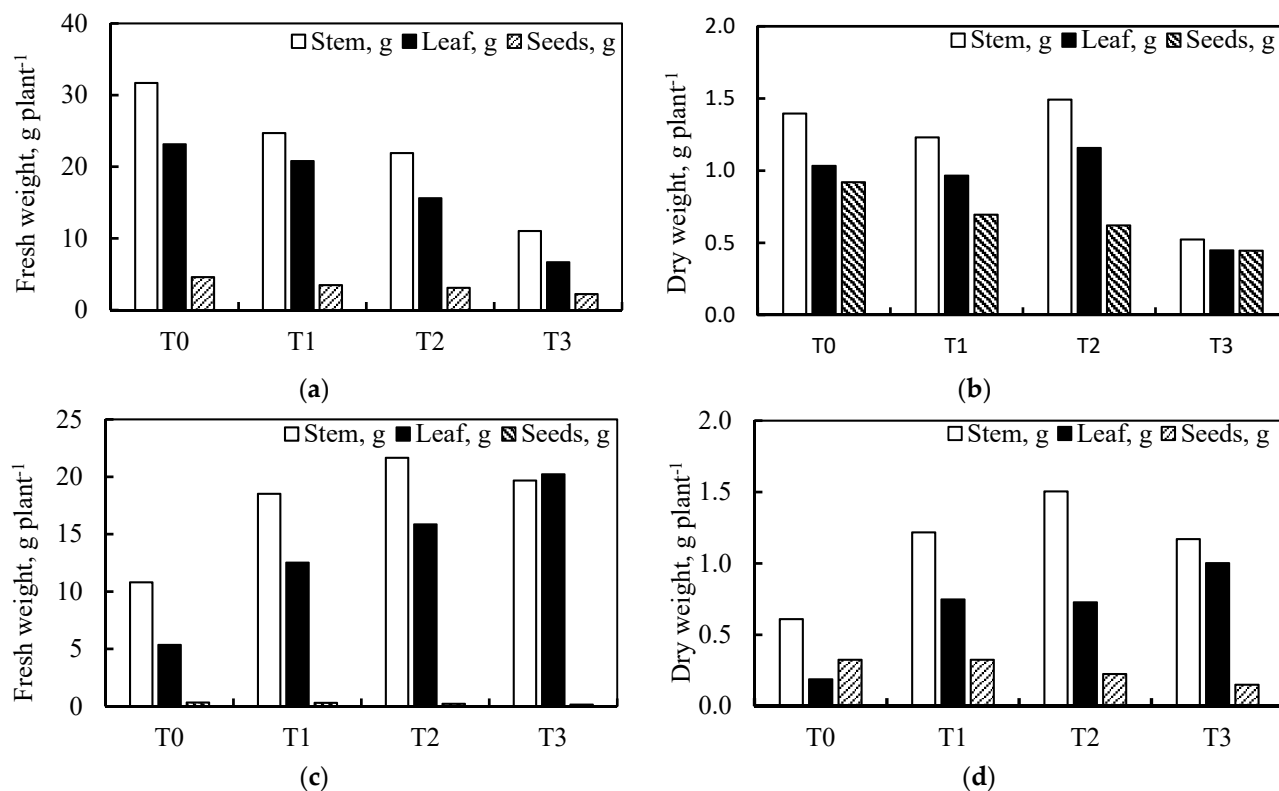 40
30
20
10
0
Fresh weight, g plant-1
Stem, g Leaf, g Seeds, g
T0 T1 T2 T3
(a)
2.0
1.5
1.0
0.5
0.0
Dry weight, g plant-1
Stem, g Leaf, g Seeds, g
T0 T1 T2 T3
(b)
25
20
15
10
5
0
Fresh weight, g plant-1
Stem, g Leaf, g Seeds, g
T0 T1 T2 T3
(c)
2.0
1.5
1.0
0.5
0.0
Dry weight, g plant-1
Stem, g Leaf, g Seeds, g
T0 T1 T2 T3
(d)